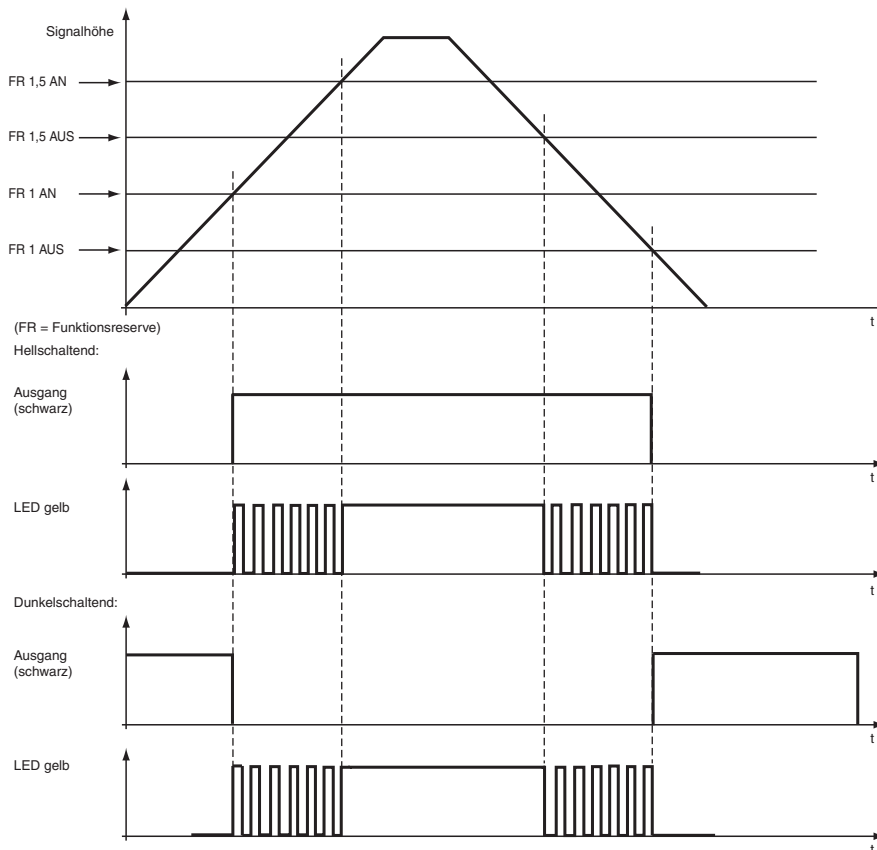 Signalhöhe
FR 1,5 AN
FR 1,5 AUS
FR 1 AN
FR 1 AUS
t
(FR = Funktionsreserve)
Hellschaltend:
Ausgang
(schwarz)
t
LED gelb
t
Dunkelschaltend:
Ausgang
(schwarz)
t
LED gelb
t